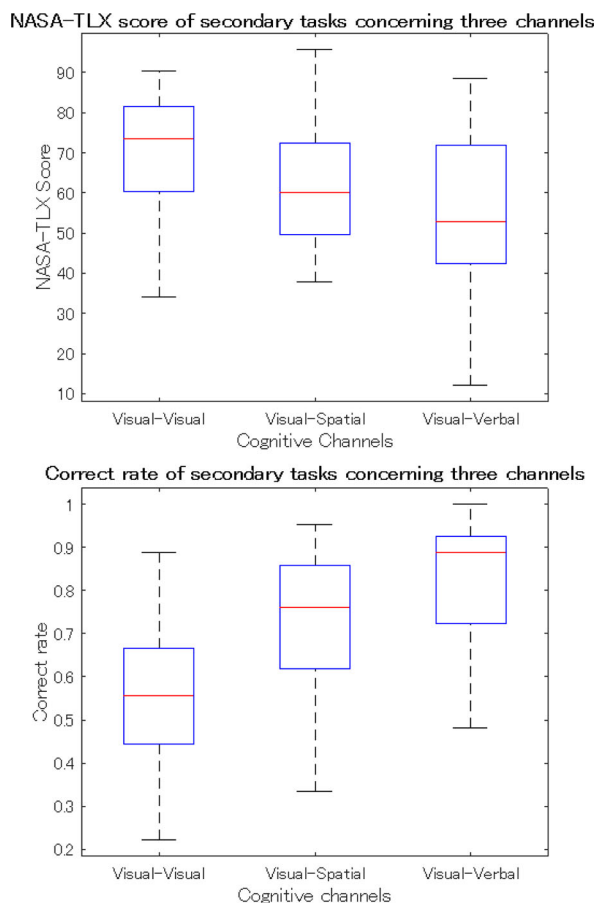 NASA-TLX score of secondary tasks concerning three channels
NASA-TLX Score
90
80
70
60
50
40
30
20
10
Visual-Visual Visual-Spatial Visual-Verbal
Cognitive Channels
Correct rate of secondary tasks concerning three channels
Correct rate
1
0.9
0.8
0.7
0.6
0.5
0.4
0.3
0.2
Visual-Visual Visual-Spatial Visual-Verbal
Cognitive channels